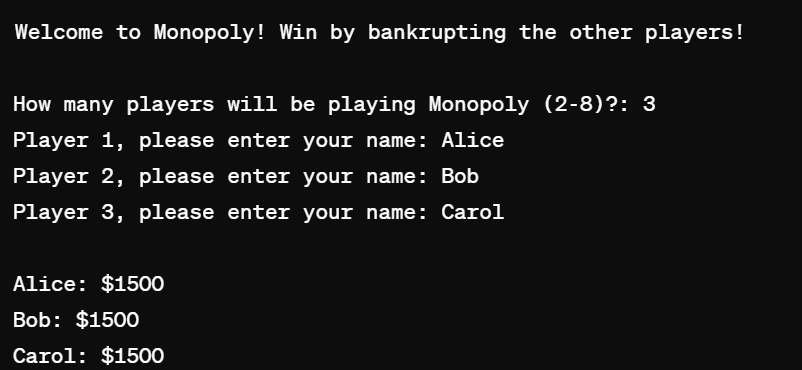 Welcome to Monopoly! Win by bankrupting the other players!
How many players will be playing Monopoly (2-8)?: 3
Player 1, please enter your name: Alice
Player 2, please enter your name: Bob
Player 3, please enter your name: Carol
Alice: $1500
Bob: $1500
Carol: $1500